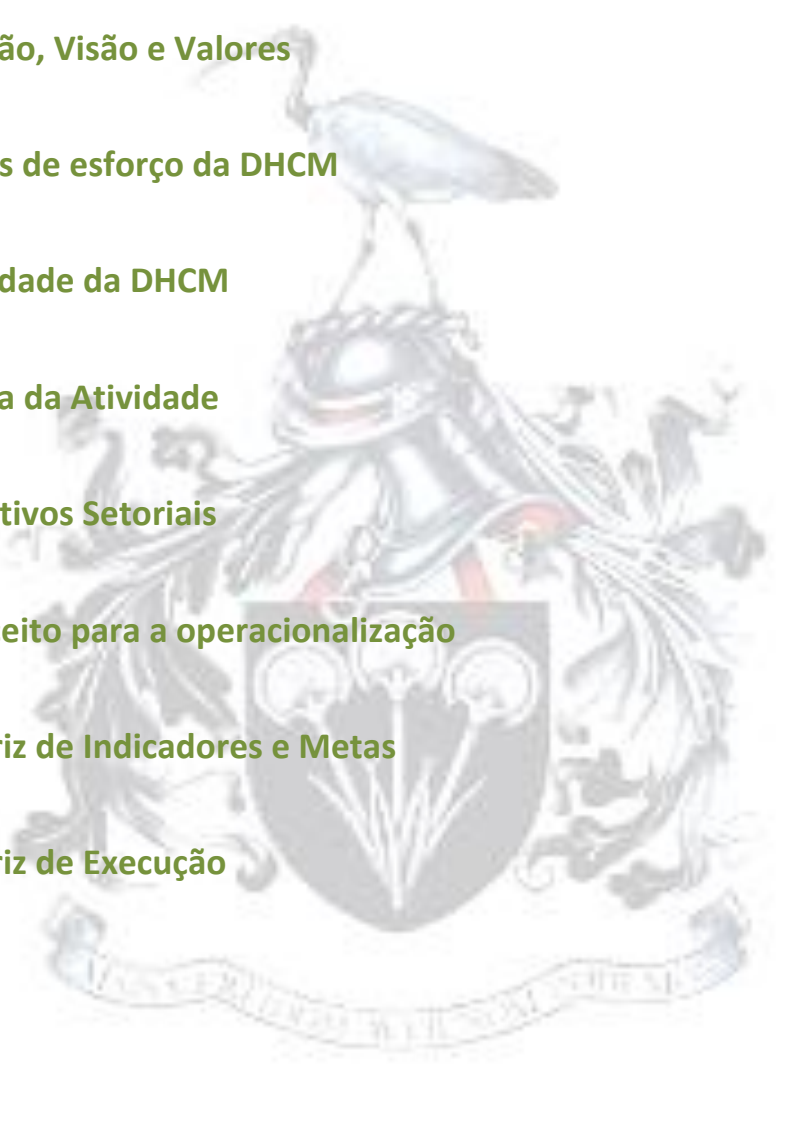 ão, Visão e Valores
s de esforço da DHCM
dade da DHCM
a da Atividade
tivos Setoriais
eito para a operacionalização
riz de Indicadores e Metas
riz de Execução